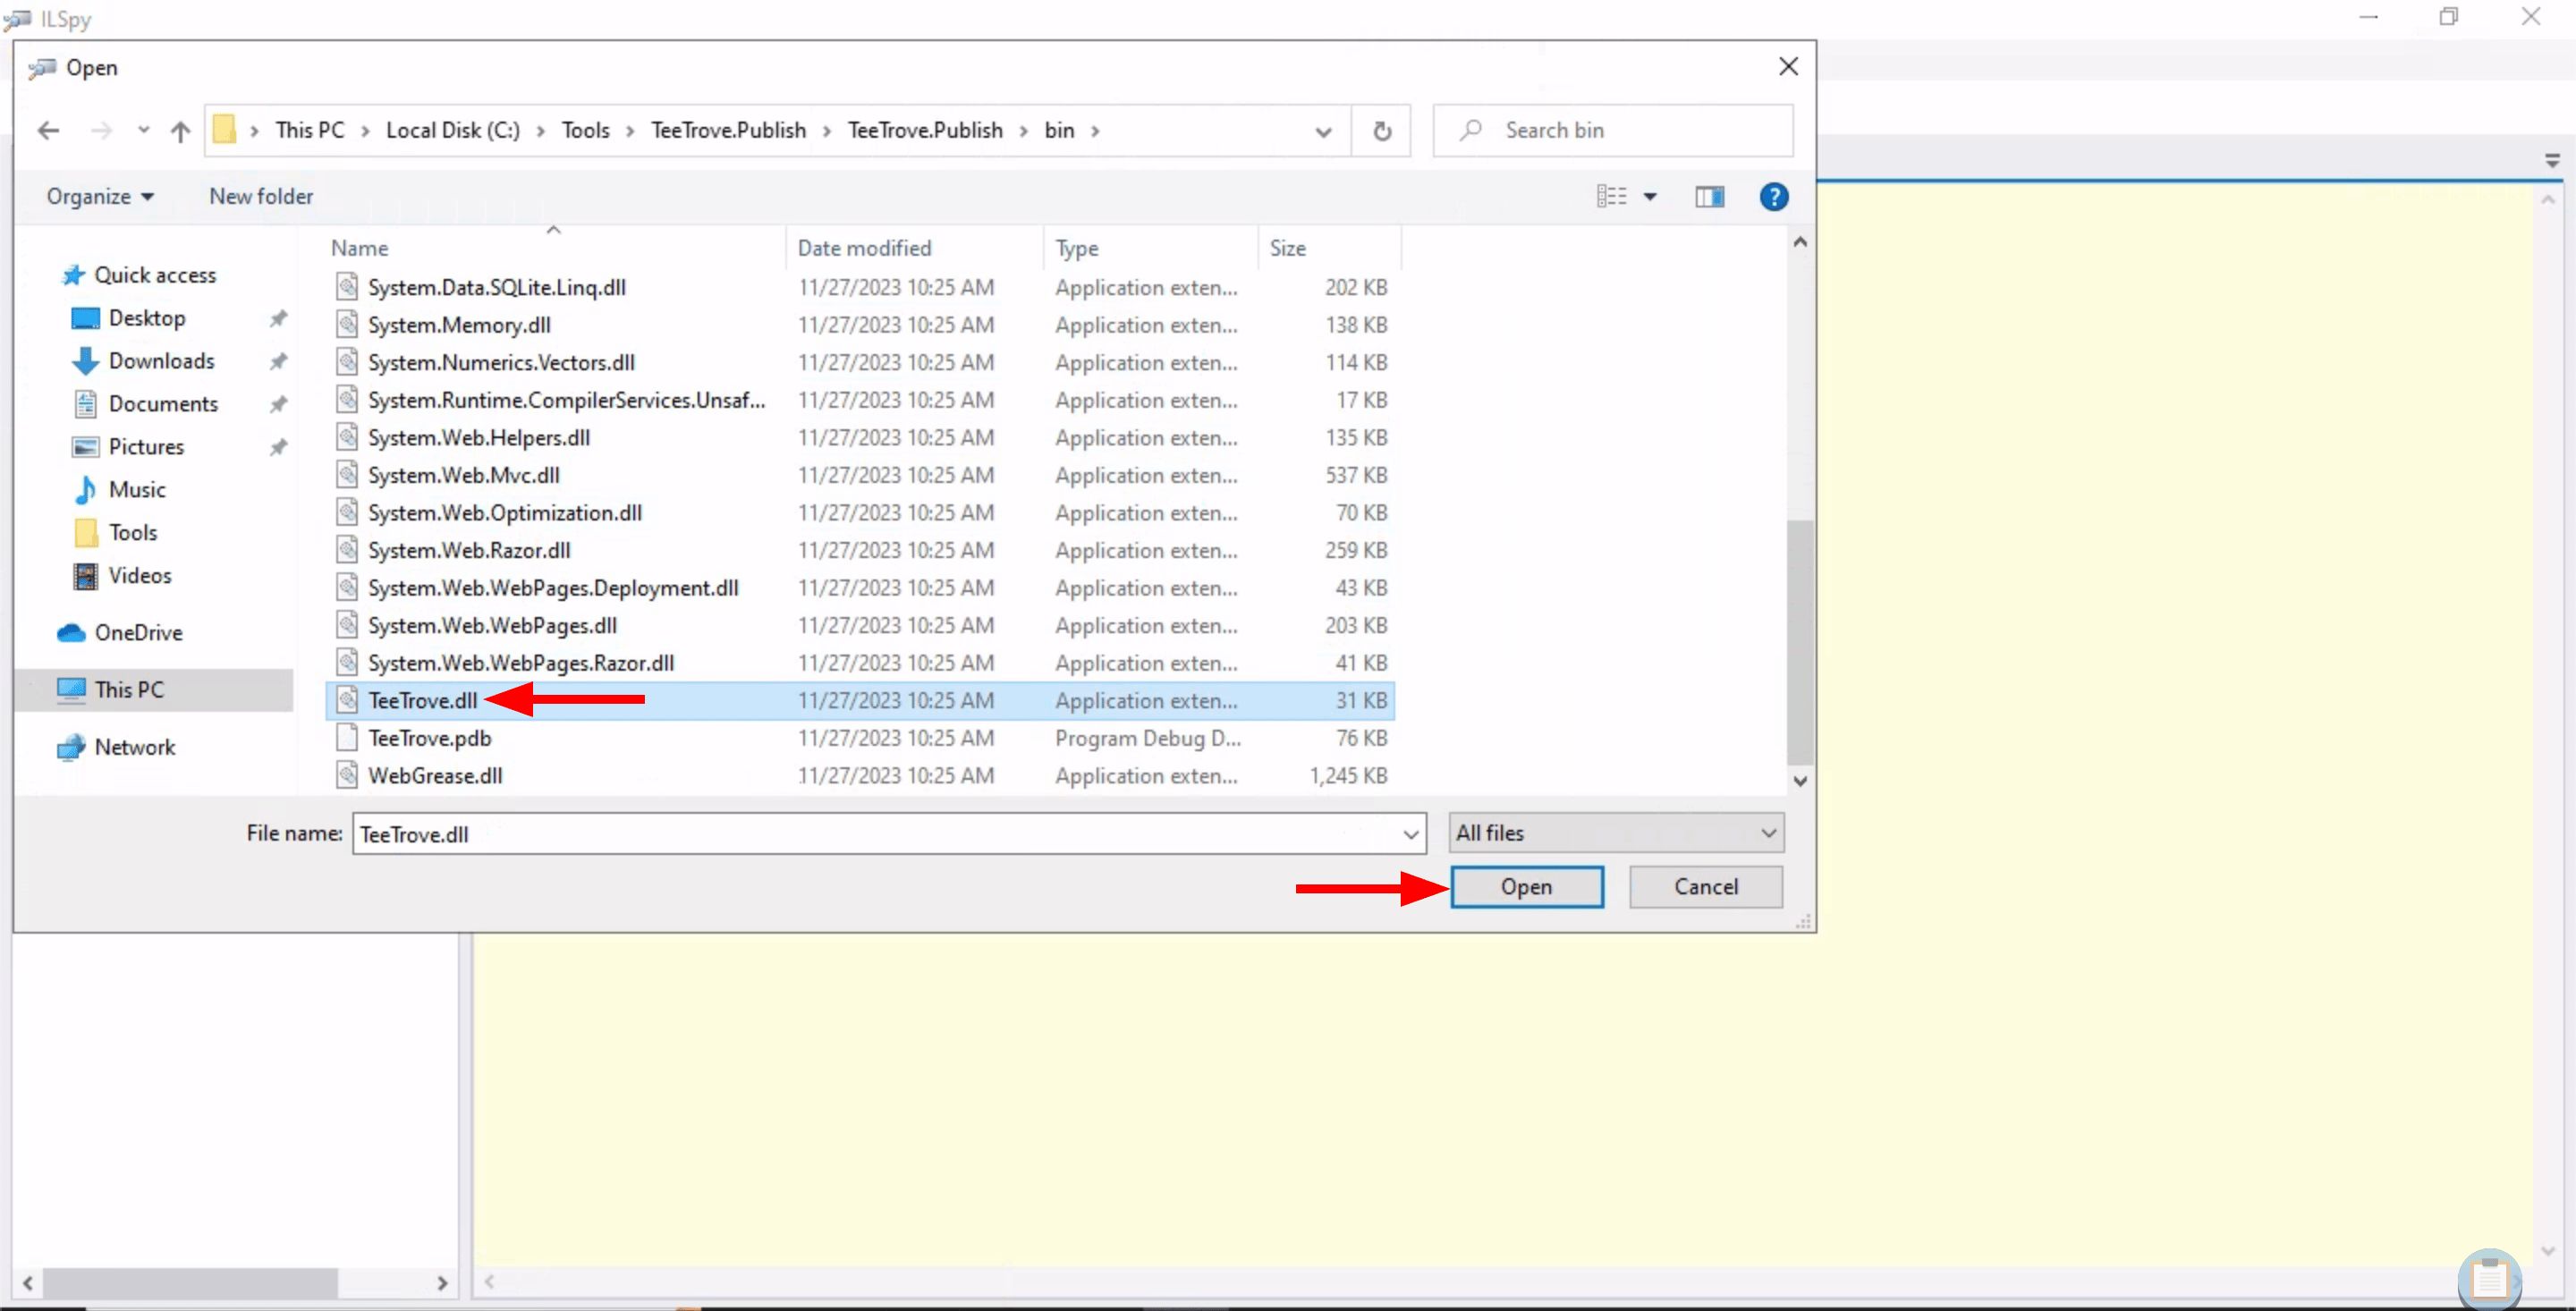 ILSpy
Open
This PC Local Disk (C:) Tools TeeTrove.Publish TeeTrove.Publish bin
Search bin
Organize New folder
Name Date modified Type Size
Quick access
Desktop
Downloads
Documents
Pictures
Music
Tools
Videos
OneDrive
This PC
Network
System.Data.SQLite.Linq.dll 11/27/2023 10:25 AM Application exten... 202 KB
System.Memory.dll 11/27/2023 10:25 AM Application exten... 138 KB
System.Numerics.Vectors.dll 11/27/2023 10:25 AM Application exten... 114 KB
System.Runtime.CompilerServices.Unsaf... 11/27/2023 10:25 AM Application exten... 17 KB
System.Web.Helpers.dll 11/27/2023 10:25 AM Application exten... 135 KB
System.Web.Mvc.dll 11/27/2023 10:25 AM Application exten... 537 KB
System.Web.Optimization.dll 11/27/2023 10:25 AM Application exten... 70 KB
System.Web.Razor.dll 11/27/2023 10:25 AM Application exten... 259 KB
System.Web.WebPages.Deployment.dll 11/27/2023 10:25 AM Application exten... 43 KB
System.Web.WebPages.dll 11/27/2023 10:25 AM Application exten... 203 KB
System.Web.WebPages.Razor.dll 11/27/2023 10:25 AM Application exten... 41 KB
TeeTrove.dll 11/27/2023 10:25 AM Application exten... 31 KB
TeeTrove.pdb 11/27/2023 10:25 AM Program Debug D... 76 KB
WebGrease.dll 11/27/2023 10:25 AM Application exten... 1,245 KB
File name: TeeTrove.dll All files
Open Cancel